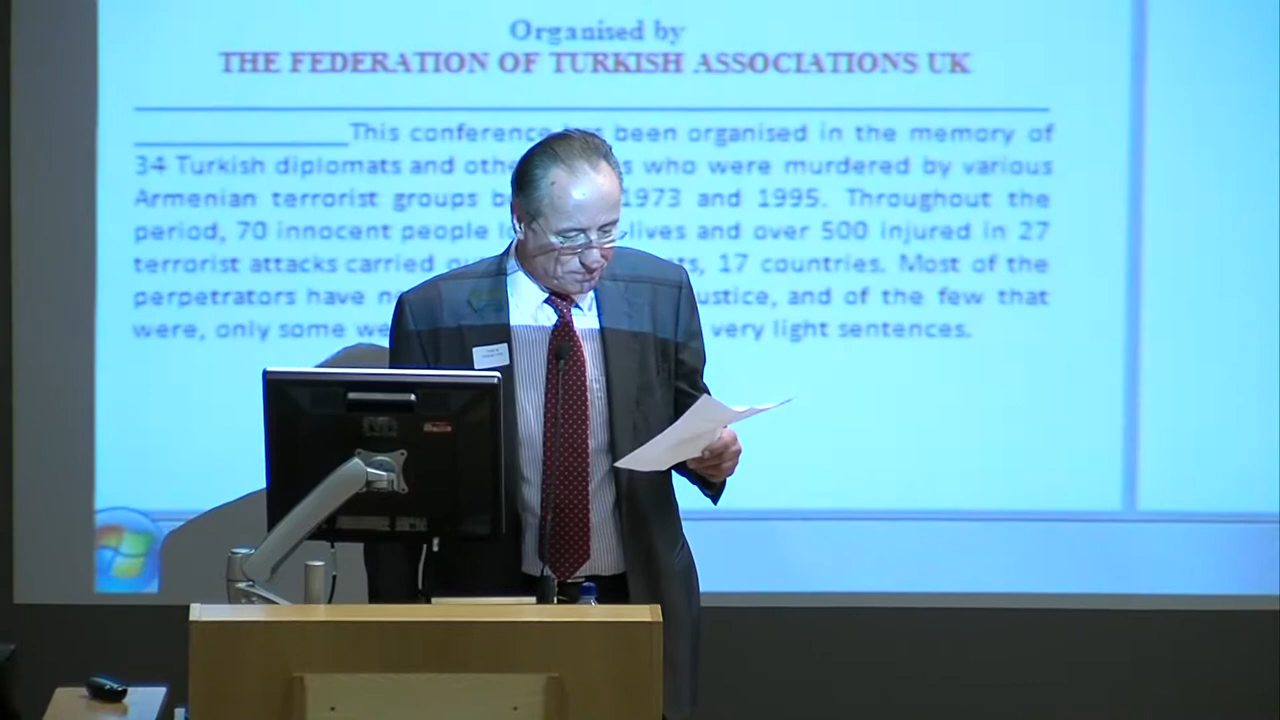 Organised by
THE FEDERATION OF TURKISH ASSOCIATIONS UK
This conference been organised in the memory of
34 Turkish diplomats and who were murdered by various
Armenian terrorist groups 1973 and 1995. Throughout the
period, 70 innocent people lives and over 500 injured in 27
terrorist attacks carried 17 countries. Most of the
perpetrators have and of the few that
were, only some very light sentences.